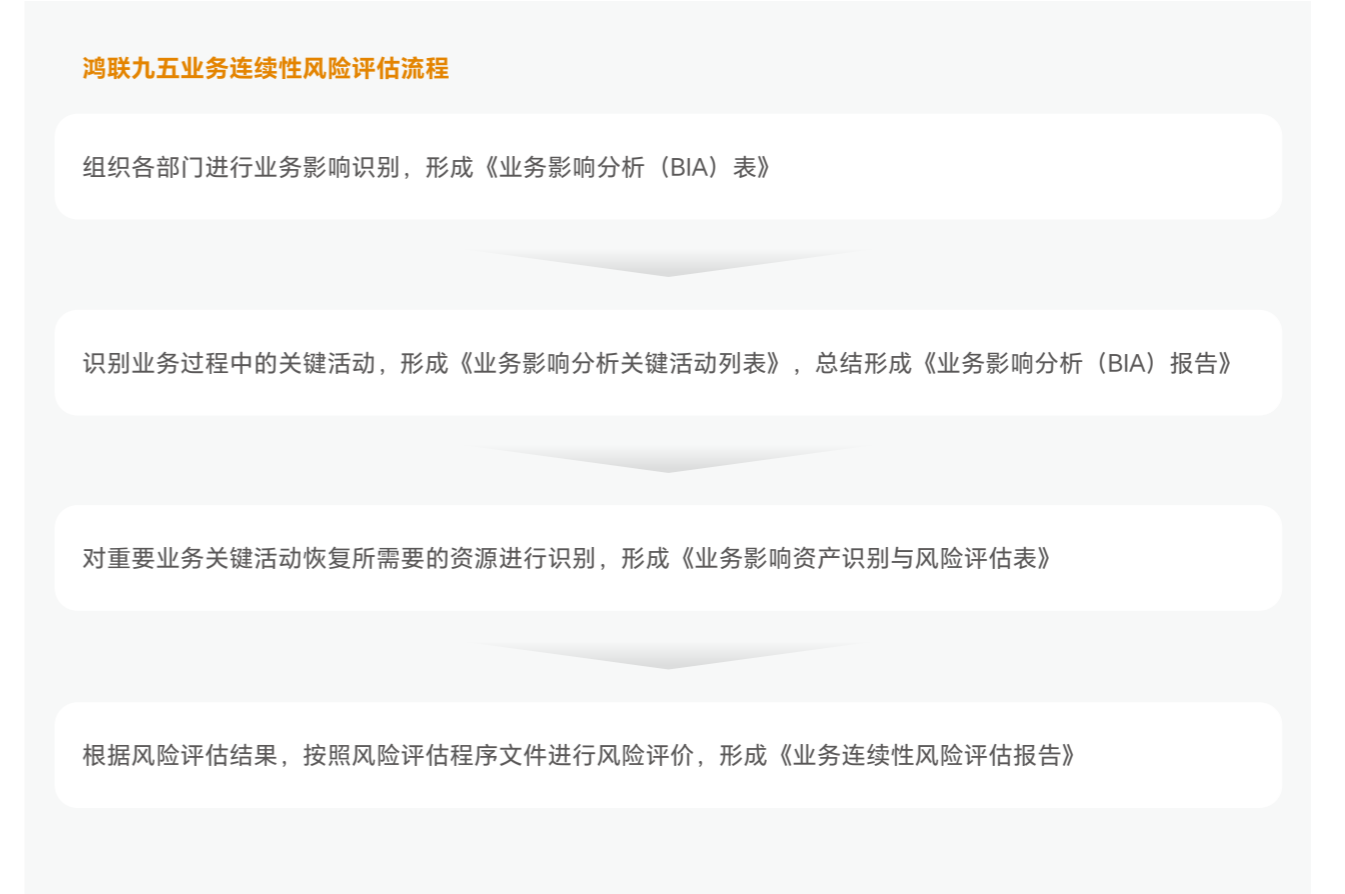 鸿联九五业务连续性风险评估流程
组织各部门进行业务影响识别，形成《业务影响分析（BIA）表》
识别业务过程中的关键活动，形成《业务影响分析关键活动列表》，总结形成《业务影响分析（BIA）报告》
对重要业务关键活动恢复所需要的资源进行识别，形成《业务影响资产识别与风险评估表》
根据风险评估结果，按照风险评估程序文件进行风险评价，形成《业务连续性风险评估报告》